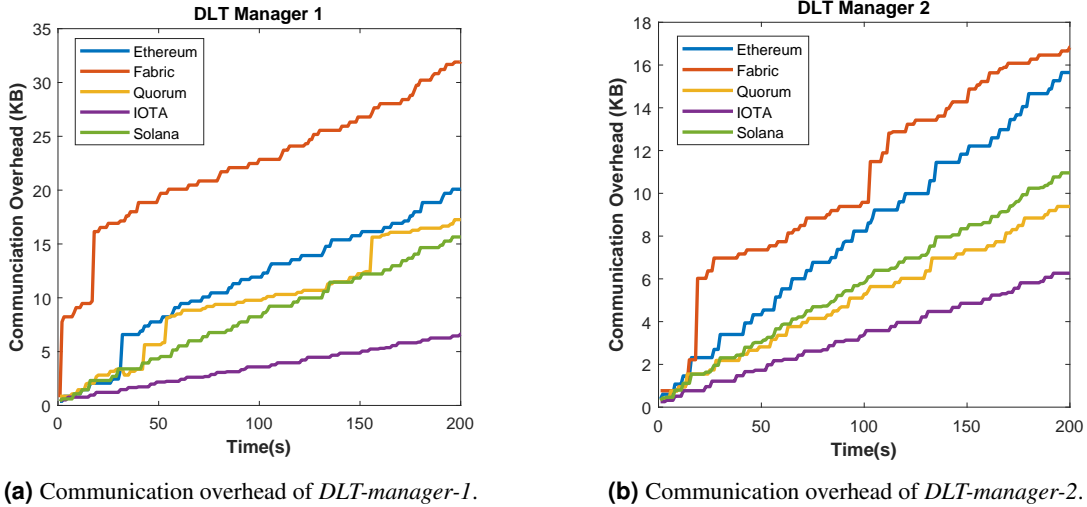 DLT Manager 1
35
30
25
20
15
10
5
0
Communciation Overhead (KB)
Ethereum
Fabric
Quorum
IOTA
Solana
0 50 100 150 200
Time(s)
(a) Communication overhead of DLT-manager-1.
DLT Manager 2
18
16
14
12
10
8
6
4
2
0
Communication Overhead (KB)
Ethereum
Fabric
Quorum
IOTA
Solana
0 50 100 150 200
Time(s)
(b) Communication overhead of DLT-manager-2.